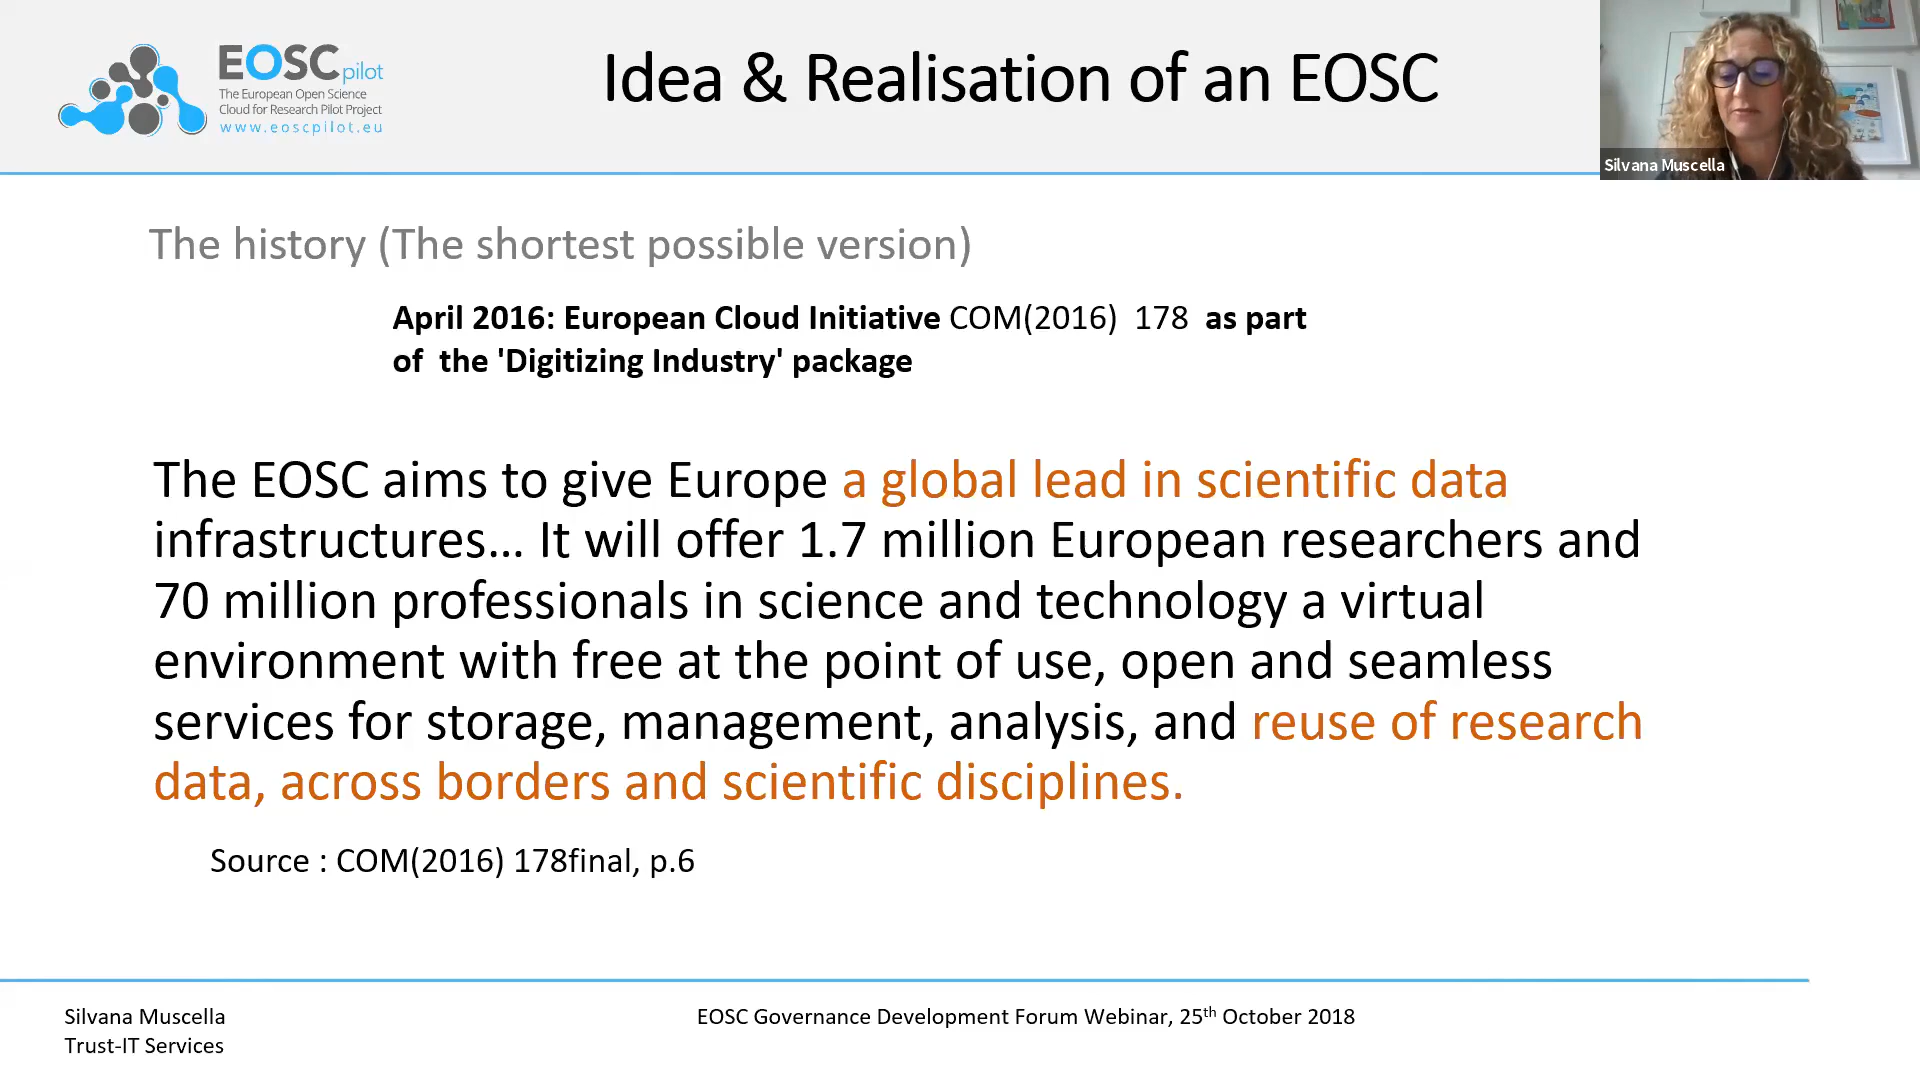 EOSCpilot
The European Open Science
Cloud for Research Pilot Project
www.eoscpilot.eu
Idea & Realisation of an EOSC
Silvana Muscella
The history (The shortest possible version)
April 2016: European Cloud Initiative COM(2016) 178 as part
of the 'Digitizing Industry' package
The EOSC aims to give Europe a global lead in scientific data
infrastructures... It will offer 1.7 million European researchers and
70 million professionals in science and technology a virtual
environment with free at the point of use, open and seamless
services for storage, management, analysis, and reuse of research
data, across borders and scientific disciplines.
Source : COM(2016) 178final, p.6
Silvana Muscella
Trust-IT Services
EOSC Governance Development Forum Webinar, 25th October 2018